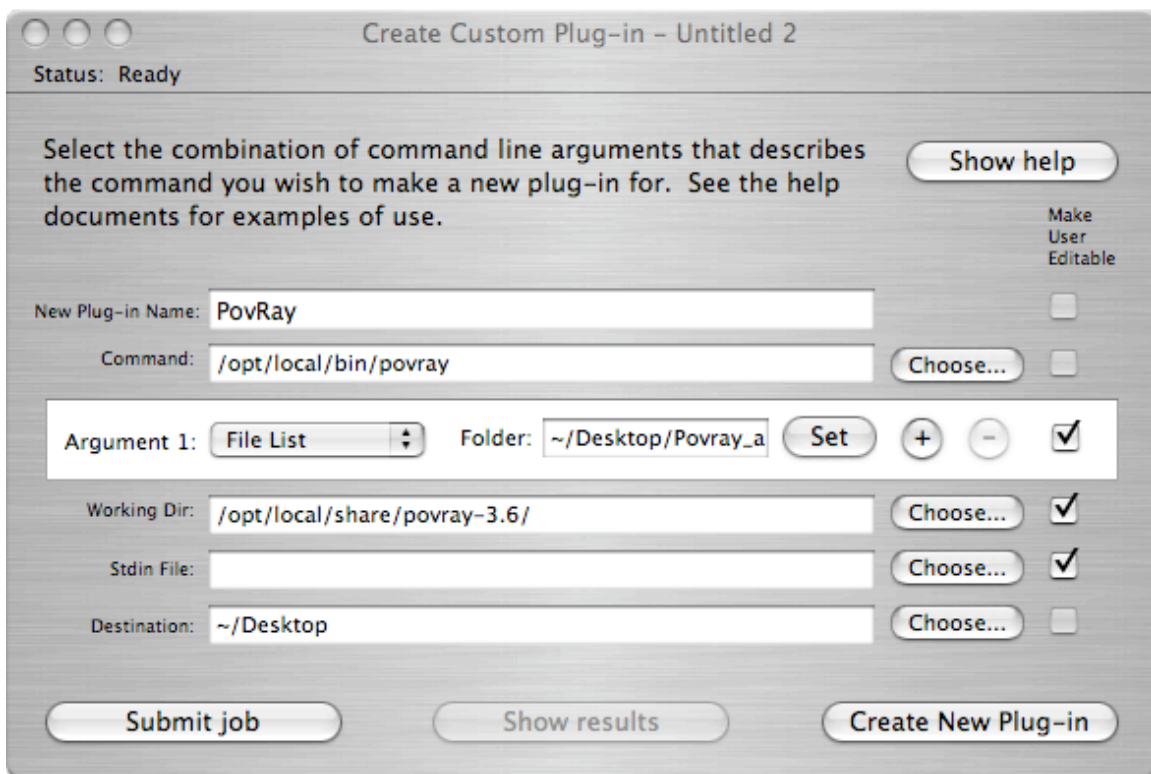 Create Custom Plug-in – Untitled 2
Status: Ready
Select the combination of command line arguments that describes
the command you wish to make a new plug-in for. See the help
documents for examples of use.
Show help
Make
User
Editable
New Plug-in Name: PovRay
Command: /opt/local/bin/povray Choose...
Argument 1: File List Folder: ~/Desktop/Povray_a Set + −
Working Dir: /opt/local/share/povray-3.6/ Choose...
Stdin File: Choose...
Destination: ~/Desktop Choose...
Submit job Show results Create New Plug-in